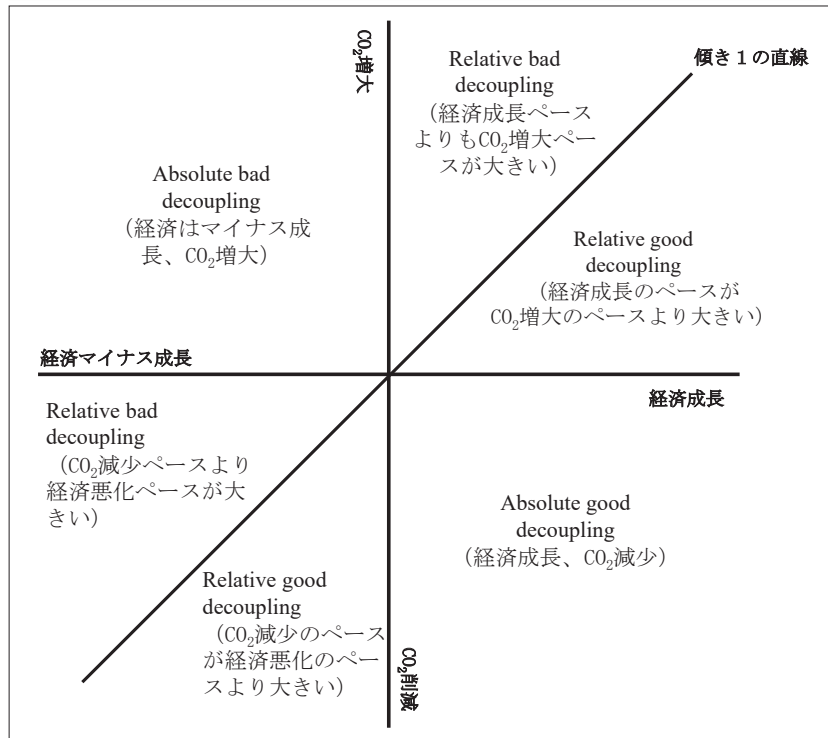 CO₂増大
Relative bad
decoupling
（経済成長ペース
よりもCO₂増大ペー
スが大きい）
傾き１の直線
Absolute bad
decoupling
（経済はマイナス成
長、CO₂増大）
Relative good
decoupling
（経済成長のペースが
CO₂増大のペースより大きい）
経済マイナス成長
経済成長
Relative bad
decoupling
（CO₂減少ペースより
経済悪化ペースが大
きい）
Absolute good
decoupling
（経済成長、CO₂減少）
Relative good
decoupling
（CO₂減少のペース
が経済悪化のペー
スより大きい）
CO₂削減